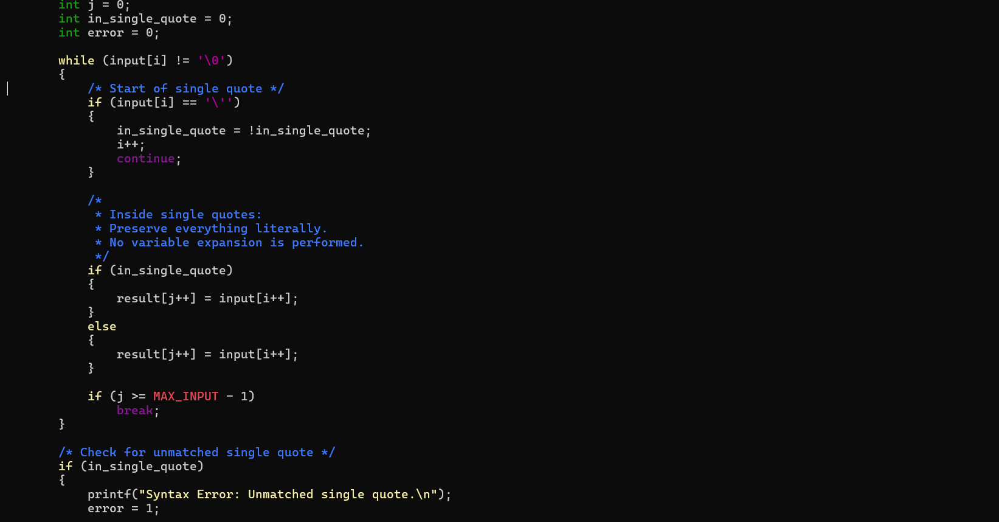 int j = 0;
int in_single_quote = 0;
int error = 0;
while (input[i] != '\0')
{
/* Start of single quote */
if (input[i] == '\'')
{
in_single_quote = !in_single_quote;
i++;
continue;
}
/*
* Inside single quotes:
* Preserve everything literally.
* No variable expansion is performed.
*/
if (in_single_quote)
{
result[j++] = input[i++];
}
else
{
result[j++] = input[i++];
}
if (j >= MAX_INPUT - 1)
break;
}
/* Check for unmatched single quote */
if (in_single_quote)
{
printf("Syntax Error: Unmatched single quote.\n");
error = 1;